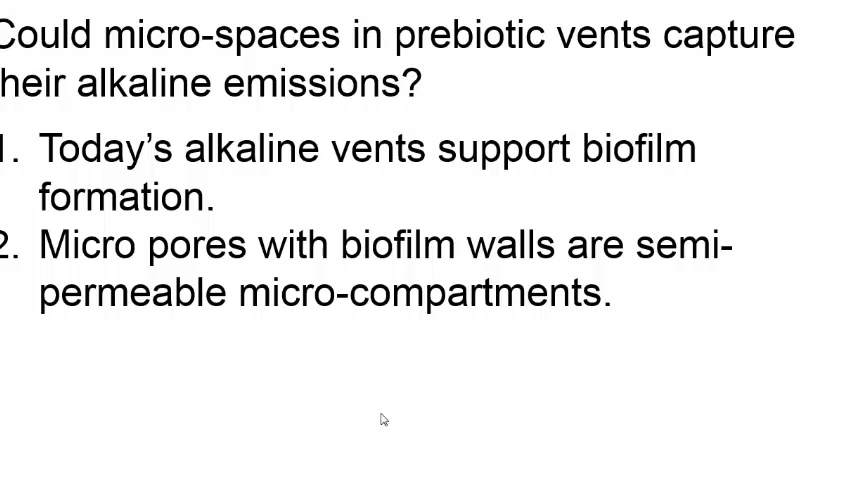 Could micro-spaces in prebiotic vents capture
heir alkaline emissions?
1. Today's alkaline vents support biofilm
formation.
2. Micro pores with biofilm walls are semi-
permeable micro-compartments.